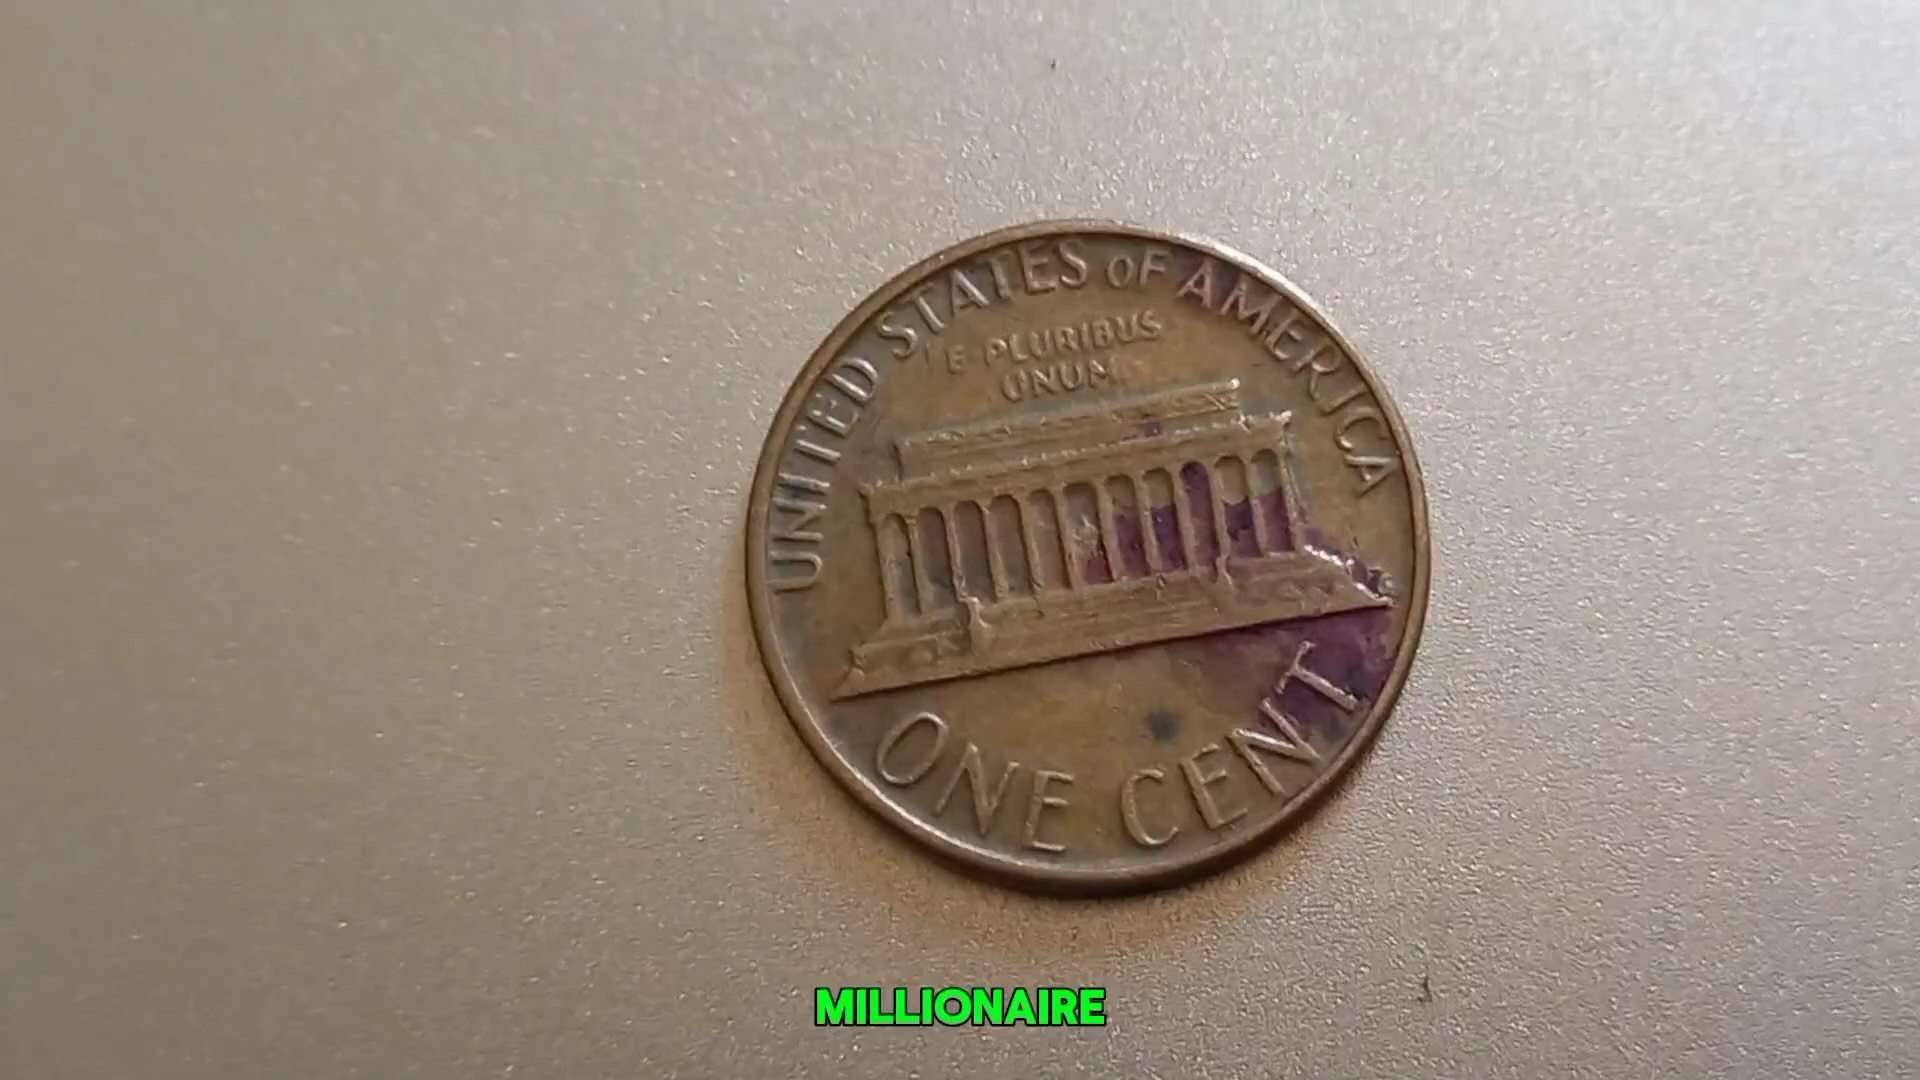 UNITED STATES OF AMERICA
E PLURIBUS
UNUM
ONE CENT
MILLIONAIRE